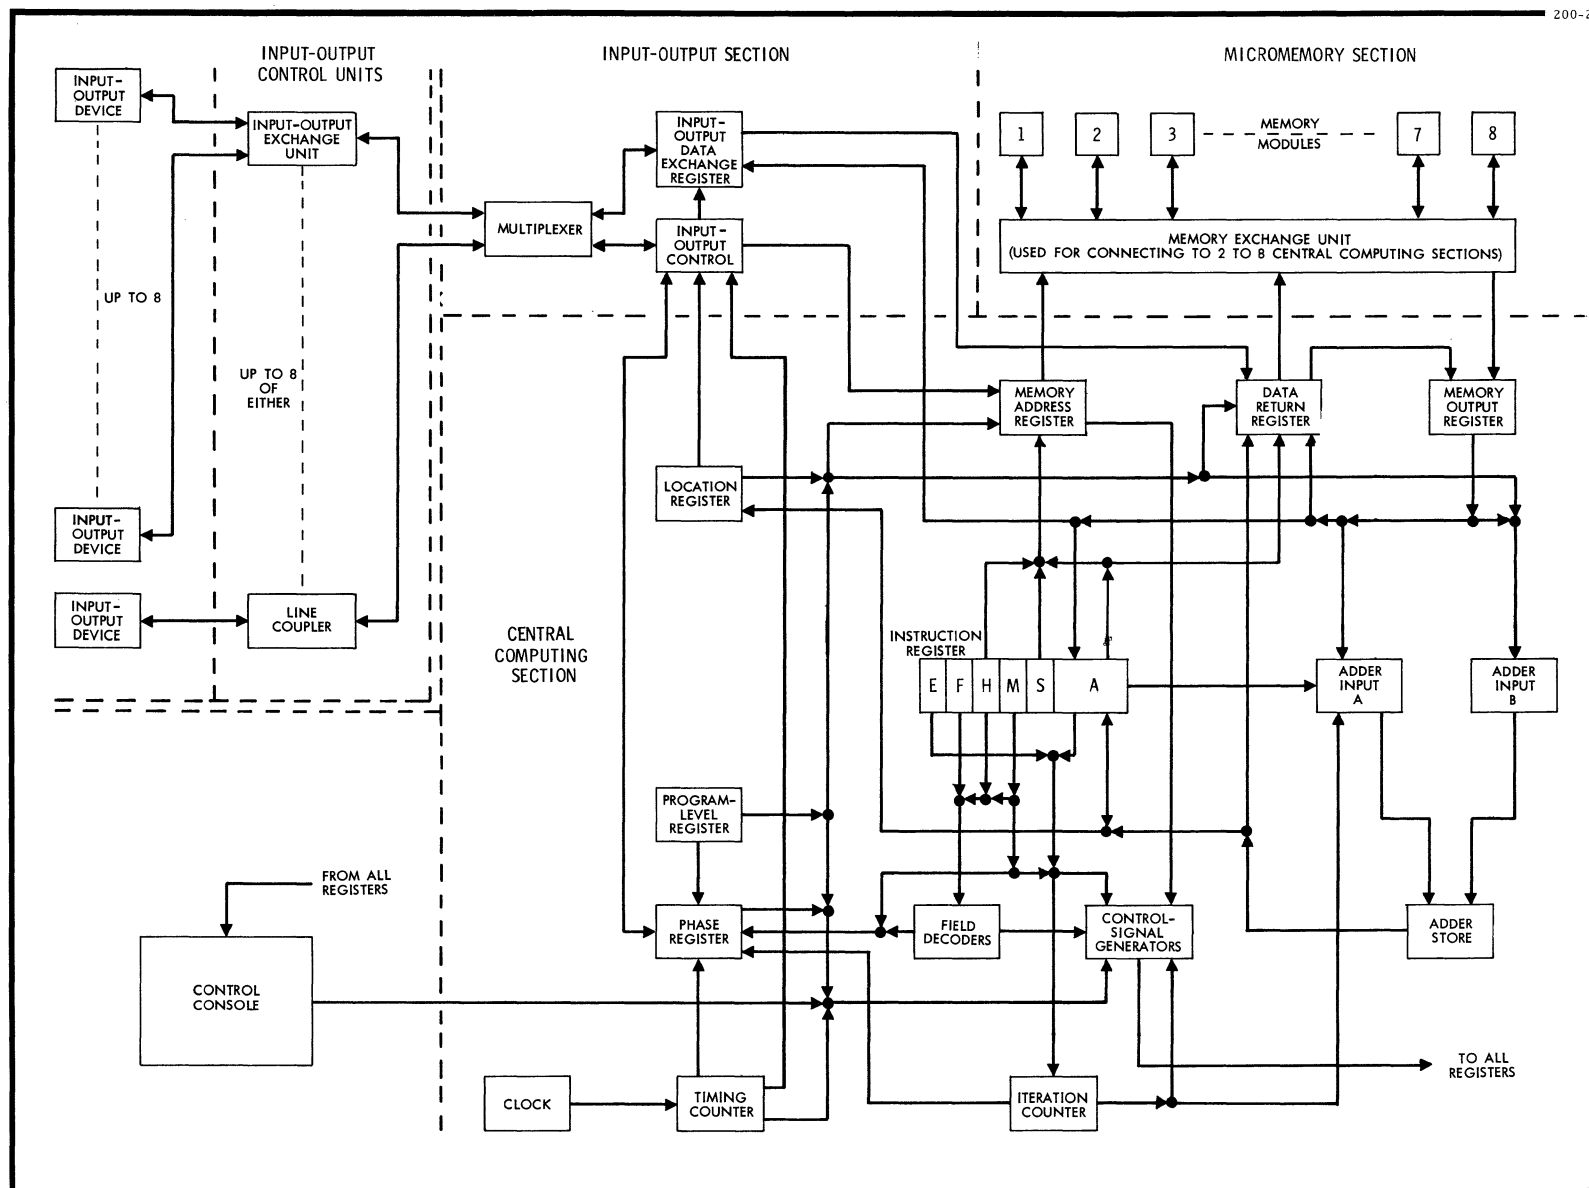 200-2
INPUT-OUTPUT
CONTROL UNITS
INPUT-OUTPUT SECTION
MICROMEMORY SECTION
INPUT-
OUTPUT
DEVICE
INPUT-OUTPUT
EXCHANGE
UNIT
INPUT-
OUTPUT
DATA
EXCHANGE
REGISTER
1
2
3
MEMORY
MODULES
7
8
MULTIPLEXER
INPUT-
OUTPUT
CONTROL
MEMORY EXCHANGE UNIT
(USED FOR CONNECTING TO 2 TO 8 CENTRAL COMPUTING SECTIONS)
UP TO 8
UP TO 8
OF
EITHER
MEMORY
ADDRESS
REGISTER
DATA
RETURN
REGISTER
MEMORY
OUTPUT
REGISTER
LOCATION
REGISTER
INPUT-
OUTPUT
DEVICE
INPUT-
OUTPUT
DEVICE
LINE
COUPLER
CENTRAL
COMPUTING
SECTION
INSTRUCTION
REGISTER
E
F
H
M
S
A
ADDER
INPUT
A
ADDER
INPUT
B
PROGRAM-
LEVEL
REGISTER
FROM ALL
REGISTERS
PHASE
REGISTER
FIELD
DECODERS
CONTROL-
SIGNAL
GENERATORS
ADDER
STORE
CONTROL
CONSOLE
CLOCK
TIMING
COUNTER
ITERATION
COUNTER
TO ALL
REGISTERS